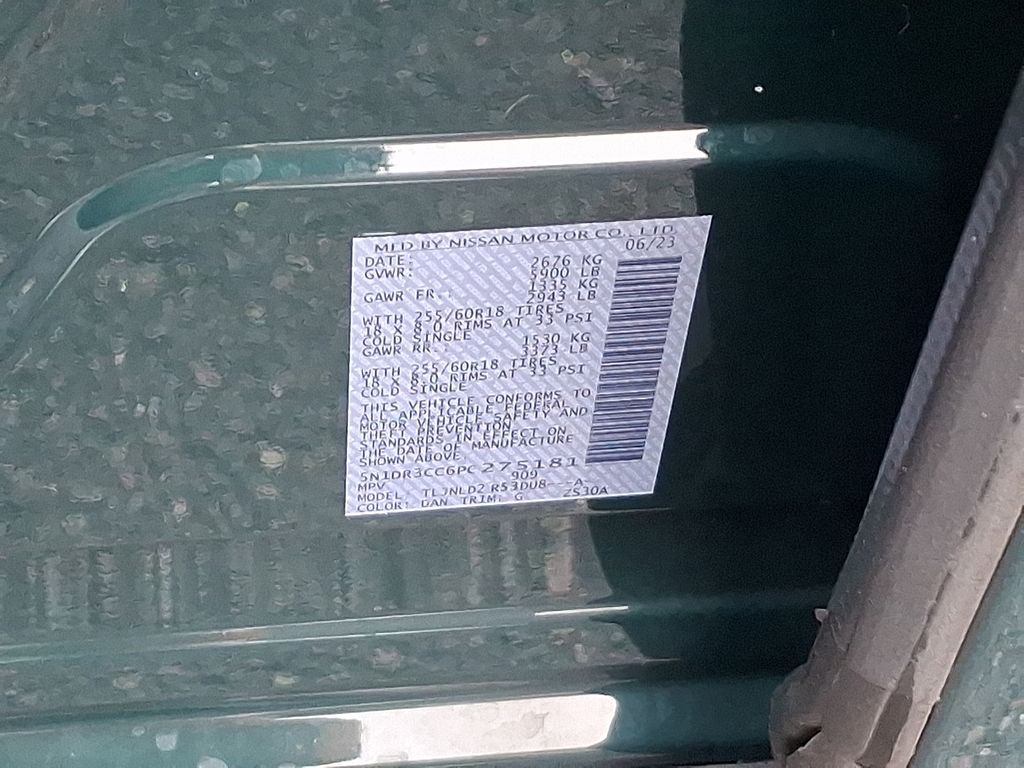 MFD BY NISSAN MOTOR CO., LTD.
DATE: 06/23
GVWR: 2676 KG
5900 LB
GAWR FR.: 1335 KG
2943 LB
WITH 255/60R18 TIRES
18 X 8.0 RIMS AT 33 PSI
COLD SINGLE
GAWR RR.: 1530 KG
3373 LB
WITH 255/60R18 TIRES
18 X 8.0 RIMS AT 33 PSI
COLD SINGLE
THIS VEHICLE CONFORMS TO
ALL APPLICABLE FEDERAL
MOTOR VEHICLE SAFETY AND
THEFT PREVENTION
STANDARDS IN EFFECT ON
THE DATE OF MANUFACTURE
SHOWN ABOVE.
5N1DR3CC6PC275181
MPV 909
MODEL: TLJNLD2 R53DU8---A
COLOR: DAN TRIM: G 2530A